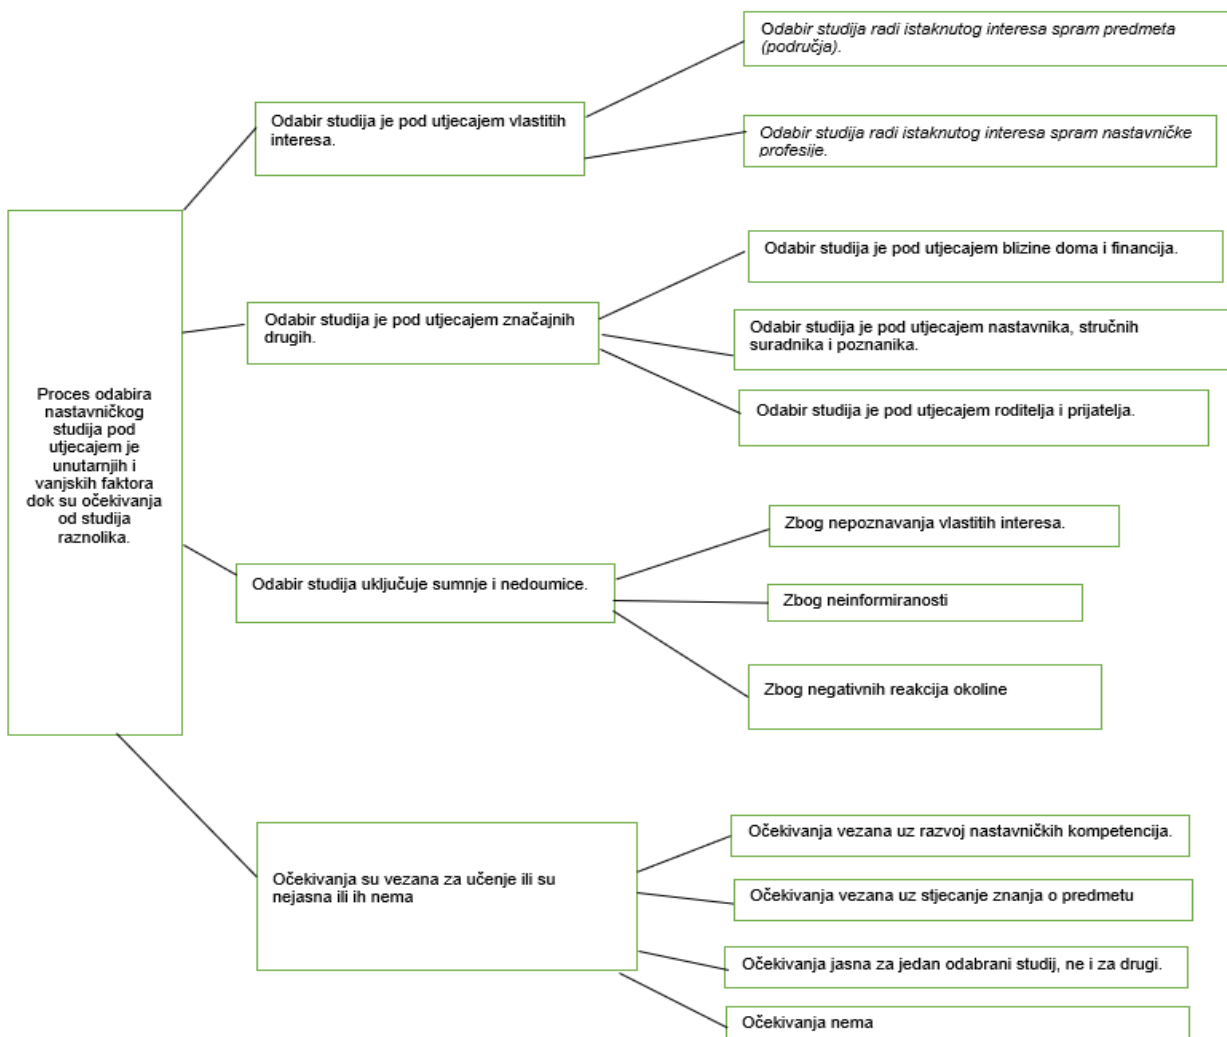 Proces odabira
nastavničkog
studija pod
utjecajem je
unutarnjih i
vanjskih faktora
dok su očekivanja
od studija
raznolika.
Odabir studija je pod utjecajem vlastitih
interesa.
Odabir studija radi istaknutog interesa spram predmeta
(područja).
Odabir studija radi istaknutog interesa spram nastavničke
profesije.
Odabir studija je pod utjecajem značajnih
drugih.
Odabir studija je pod utjecajem blizine doma i financija.
Odabir studija je pod utjecajem nastavnika, stručnih
suradnika i poznanika.
Odabir studija je pod utjecajem roditelja i prijatelja.
Odabir studija uključuje sumnje i nedoumice.
Zbog nepoznavanja vlastitih interesa.
Zbog neinformiranosti
Zbog negativnih reakcija okoline
Očekivanja su vezana za učenje ili su
nejasna ili ih nema
Očekivanja vezana uz razvoj nastavničkih kompetencija.
Očekivanja vezana uz stjecanje znanja o predmetu
Očekivanja jasna za jedan odabrani studij, ne i za drugi.
Očekivanja nema